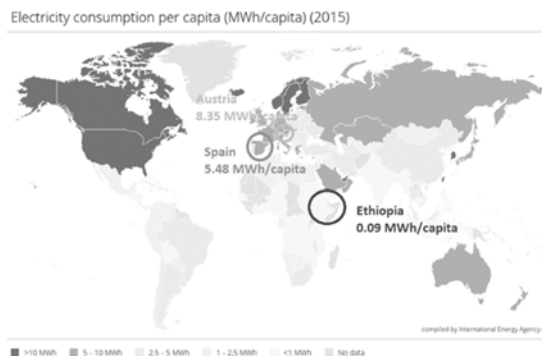 Electricity consumption per capita (MWh/capita) (2015)
Austria
8.35 MWh/capita
Spain
5.48 MWh/capita
Ethiopia
0.09 MWh/capita
compiled by International Energy Agency
>10 MWh 5 - 10 MWh 2.5 - 5 MWh 1 - 2.5 MWh <1 MWh No data